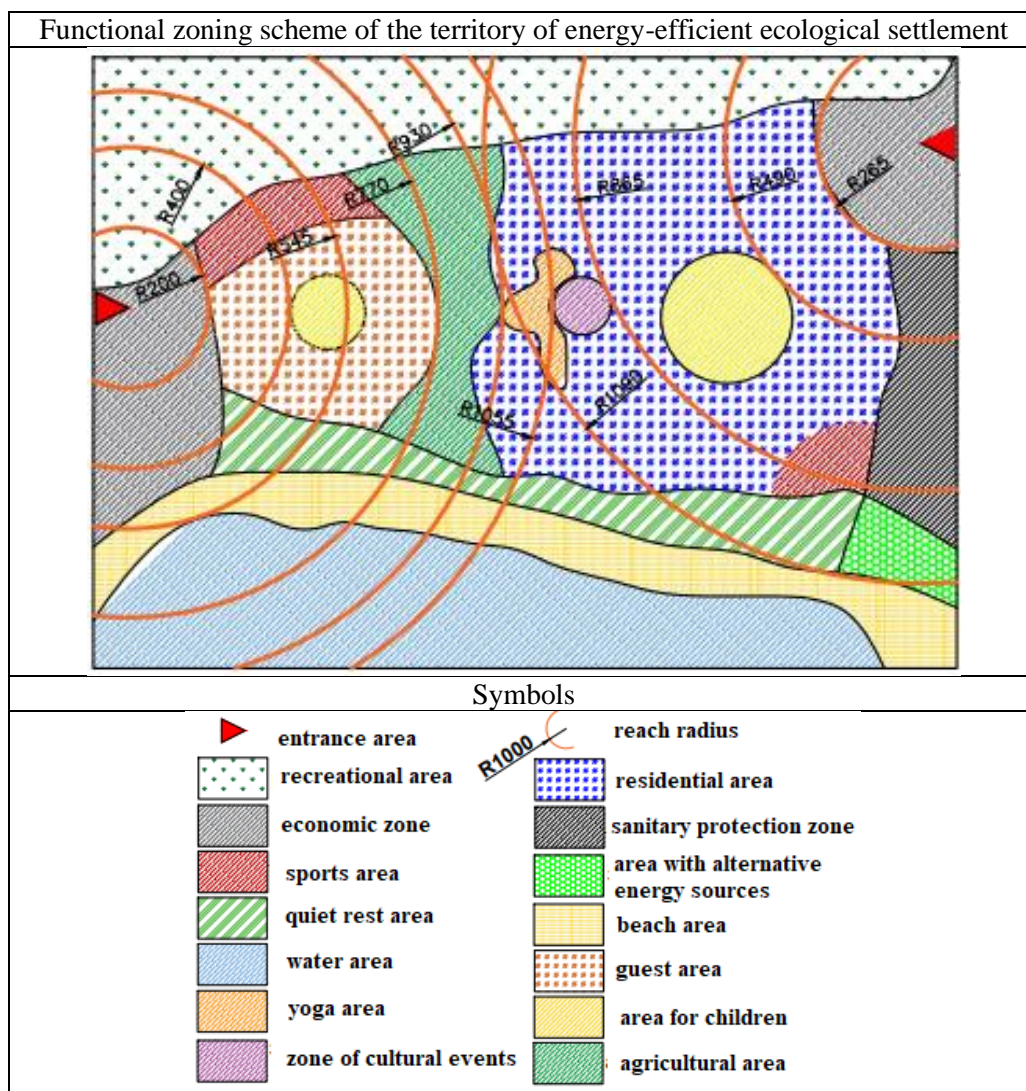 Functional zoning scheme of the territory of energy-efficient ecological settlement
R930
R400
R770
R865
R490
R265
R545
R200
R1055
R1090
Symbols
entrance area
R1000
reach radius
recreational area
residential area
economic zone
sanitary protection zone
sports area
area with alternative
energy sources
quiet rest area
beach area
water area
guest area
yoga area
area for children
zone of cultural events
agricultural area